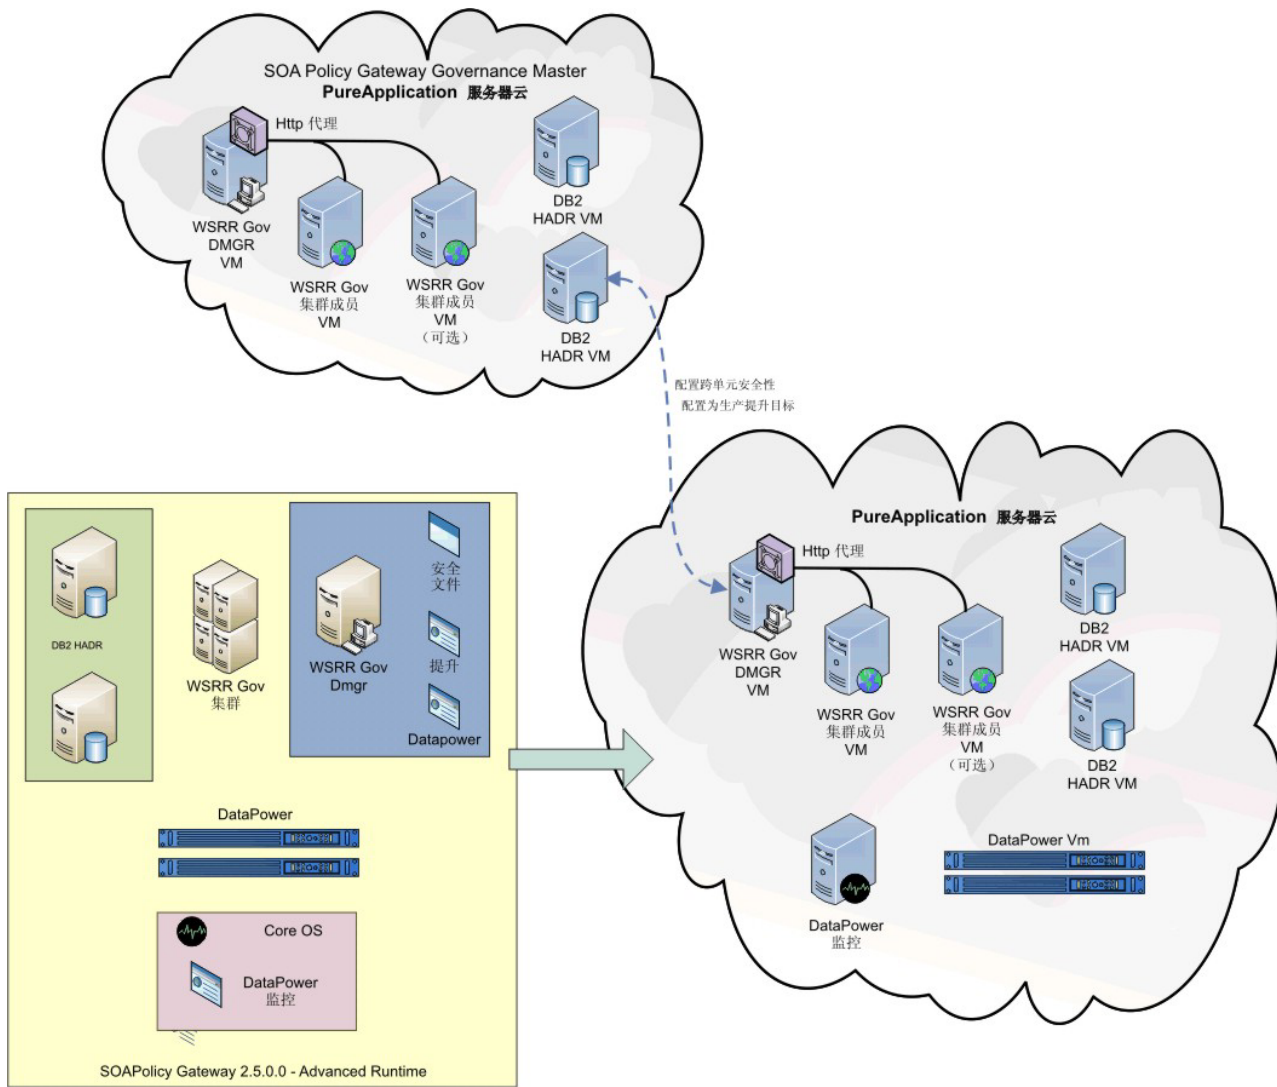 SOA Policy Gateway Governance Master
PureApplication 服务器云
Http 代理
WSRR Gov
DMGR
VM
WSRR Gov
集群成员
VM
WSRR Gov
集群成员
VM
（可选）
DB2
HADR VM
DB2
HADR VM
配置跨单元安全性
配置为生产提升目标
DB2 HADR
WSRR Gov
集群
WSRR Gov
Dmgr
安全
文件
提升
Datapower
DataPower
Core OS
DataPower
监控
SOAPolicy Gateway 2.5.0.0 - Advanced Runtime
PureApplication 服务器云
Http 代理
WSRR Gov
DMGR
VM
WSRR Gov
集群成员
VM
WSRR Gov
集群成员
VM
（可选）
DB2
HADR VM
DB2
HADR VM
DataPower
监控
DataPower Vm